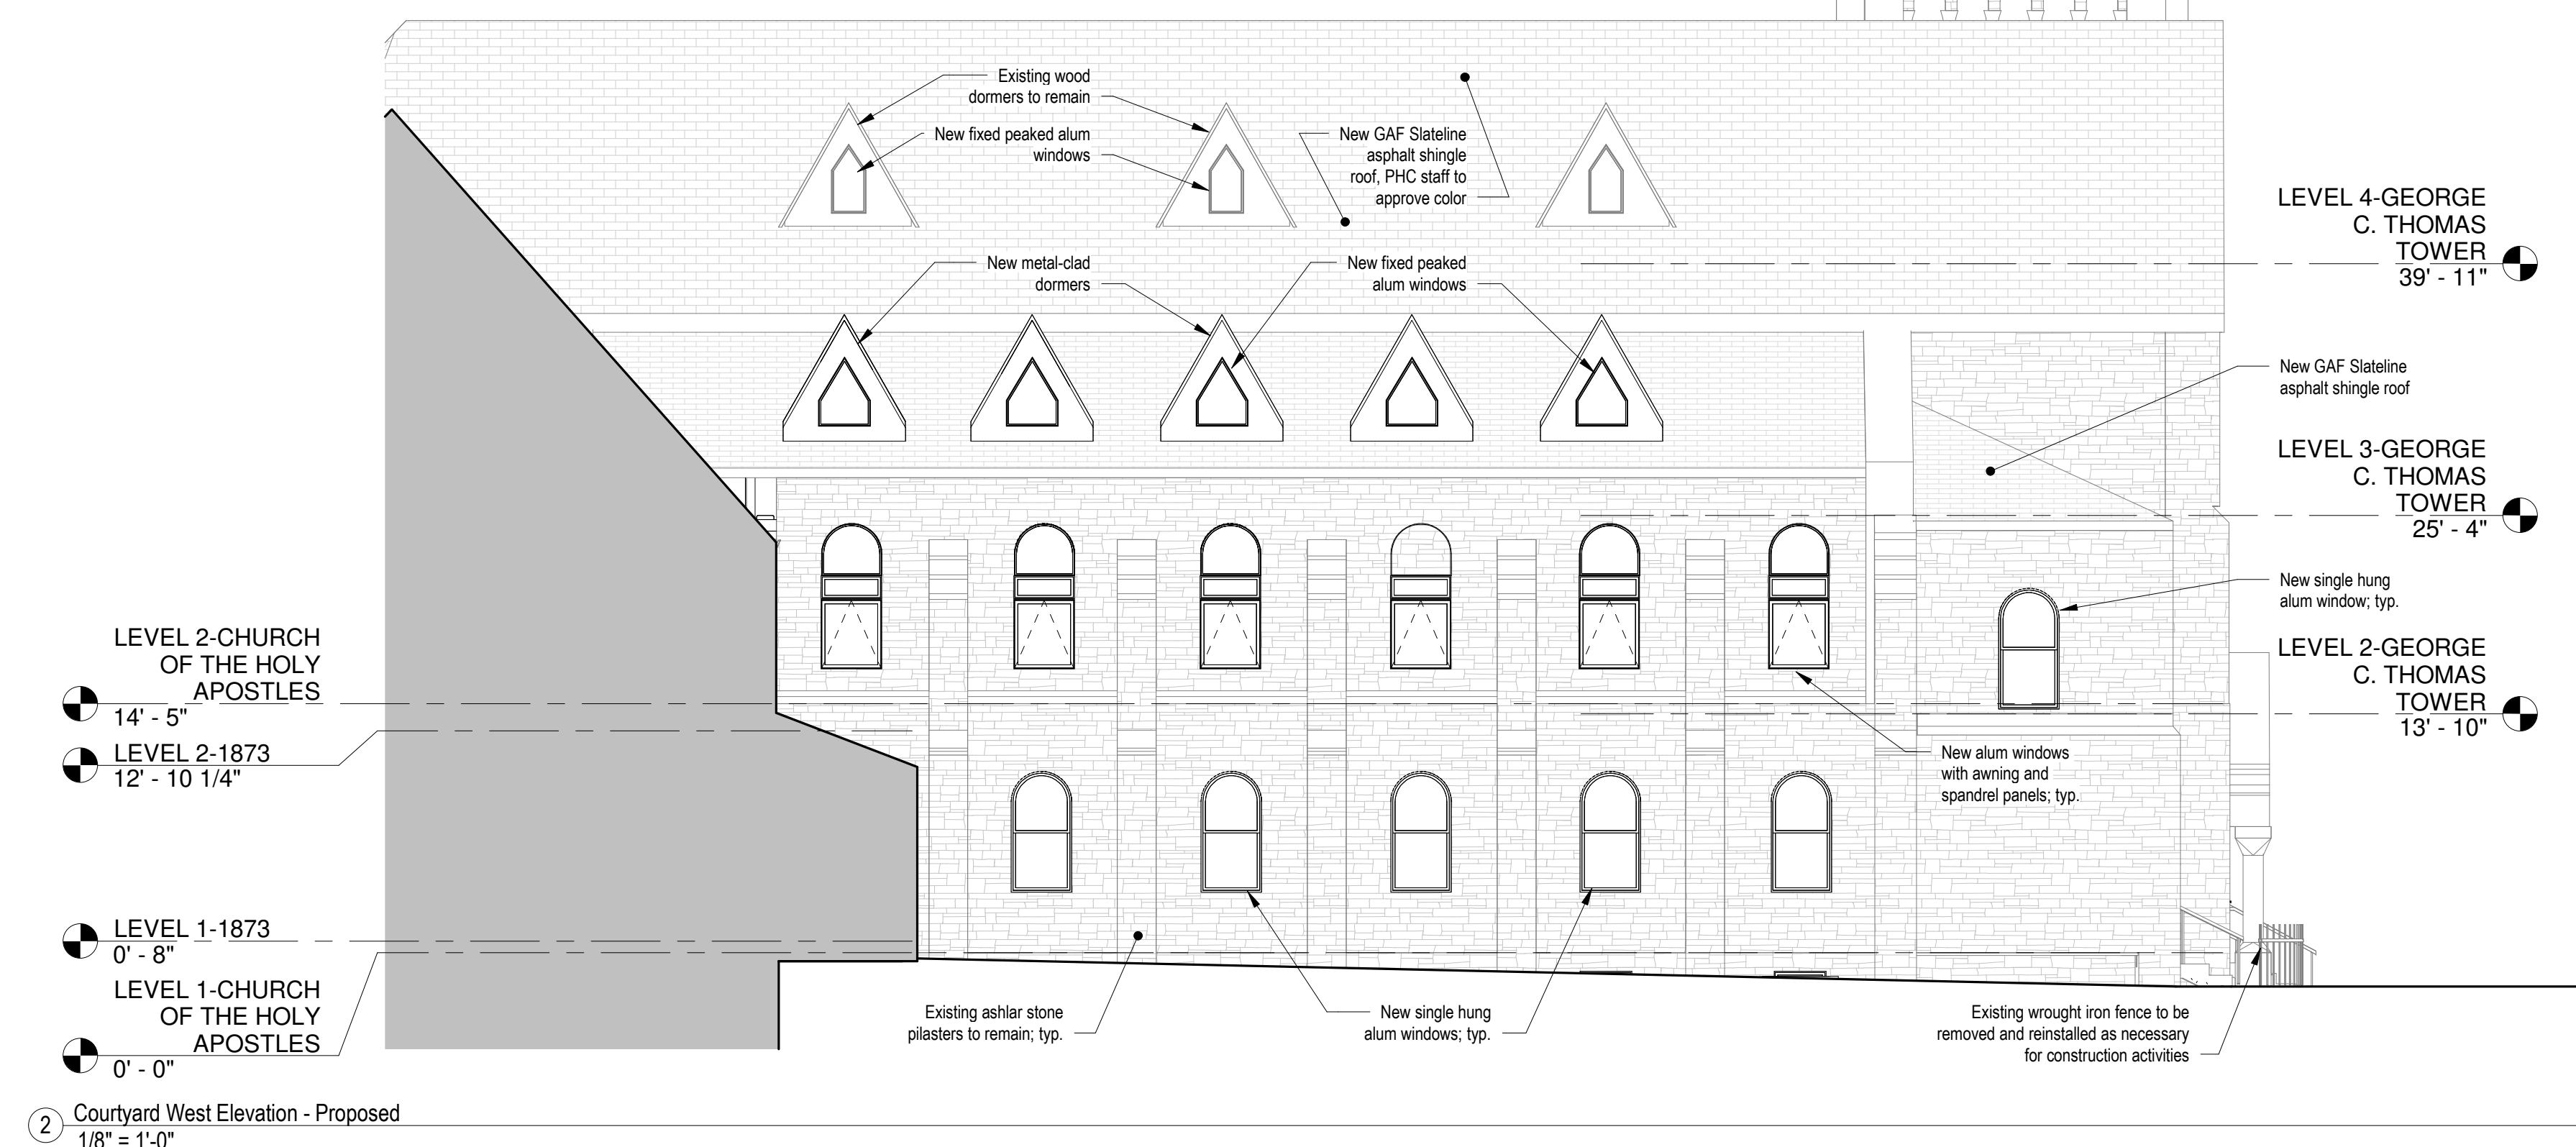 Existing wood
dormers to remain
New fixed peaked alum
windows
New GAF Slateline
asphalt shingle
roof, PHC staff to
approve color
New metal-clad
dormers
New fixed peaked
alum windows
LEVEL 4-GEORGE
C. THOMAS
TOWER
39' - 11"
New GAF Slateline
asphalt shingle roof
LEVEL 3-GEORGE
C. THOMAS
TOWER
25' - 4"
New single hung
alum window; typ.
LEVEL 2-GEORGE
C. THOMAS
TOWER
13' - 10"
New alum windows
with awning and
spandrel panels; typ.
LEVEL 2-CHURCH
OF THE HOLY
APOSTLES
14' - 5"
LEVEL 2-1873
12' - 10 1/4"
LEVEL 1-1873
0' - 8"
LEVEL 1-CHURCH
OF THE HOLY
APOSTLES
0' - 0"
Existing ashlar stone
pilasters to remain; typ.
New single hung
alum windows; typ.
Existing wrought iron fence to be
removed and reinstalled as necessary
for construction activities
2
Courtyard West Elevation - Proposed
1/8" = 1'-0"